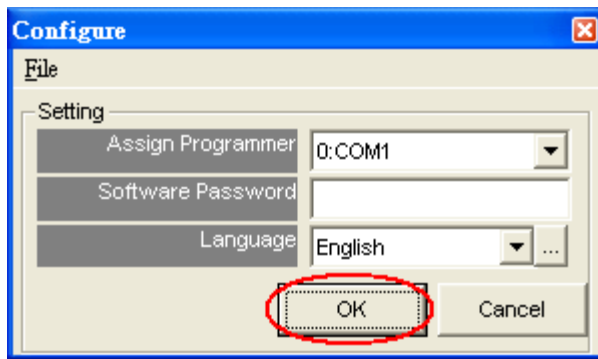 Configure
File
Setting
Assign Programmer 0:COM1
Software Password
Language English ...
OK Cancel